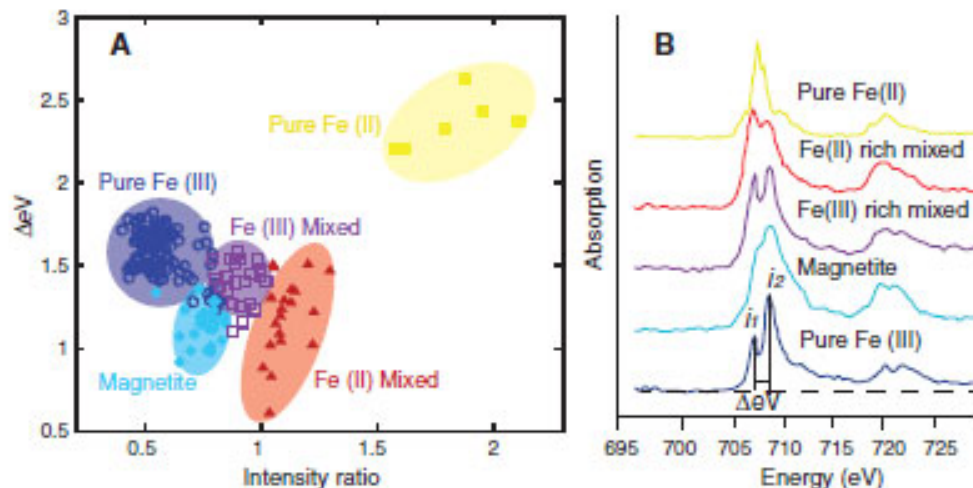 A
3
2.5
2
1.5
1
0.5
ΔeV
Pure Fe (II)
Pure Fe (III)
Fe (III) Mixed
Magnetite
Fe (II) Mixed
0.5
1
1.5
2
Intensity ratio
B
Absorption
Pure Fe(II)
Fe(II) rich mixed
Fe(III) rich mixed
Magnetite
Pure Fe (III)
i1
i2
ΔeV
695 700 705 710 715 720 725
Energy (eV)